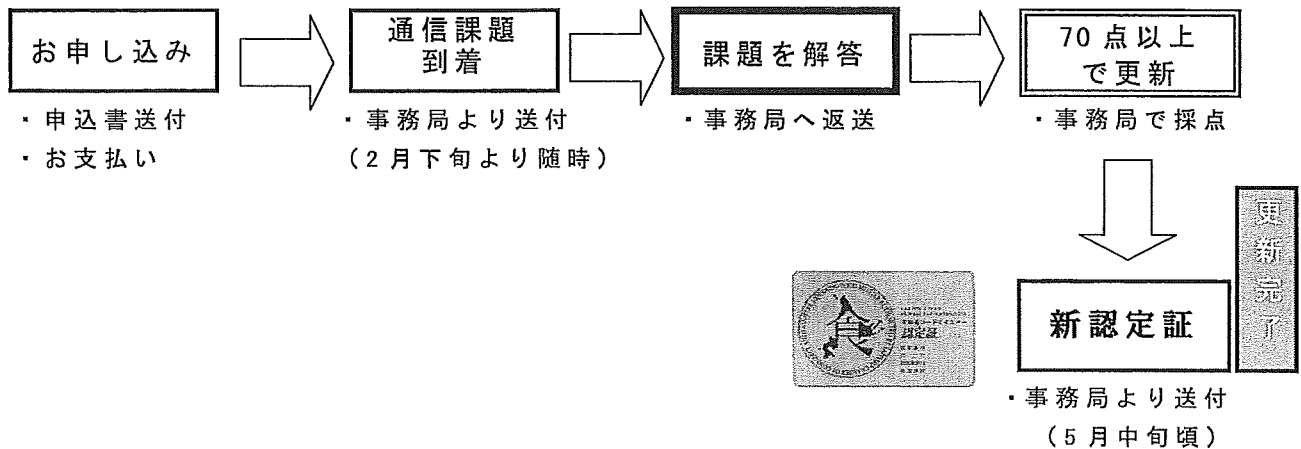 お申し込み
・申込書送付
・お支払い
通信課題
到着
・事務局より送付
（2月下旬より随時）
課題を解答
・事務局へ返送
70点以上
で更新
・事務局で採点
更新完了
新認定証
・事務局より送付
（5月中旬頃）
食
認定証